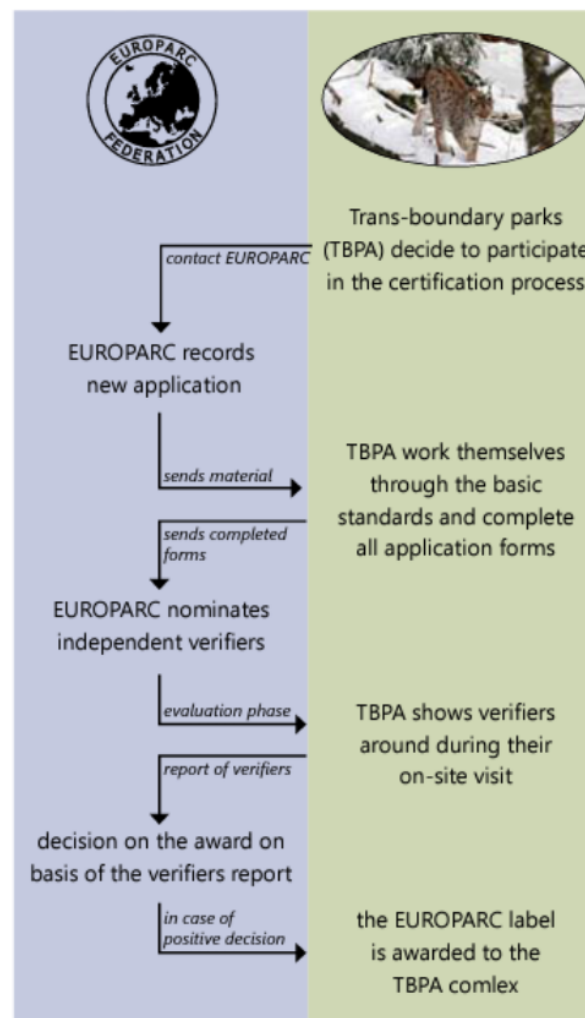 EUROPARC
FEDERATION
Trans-boundary parks
(TBPA) decide to participate
in the certification process
contact EUROPARC
EUROPARC records
new application
sends material
TBPA work themselves
through the basic
standards and complete
all application forms
sends completed
forms
EUROPARC nominates
independent verifiers
evaluation phase
TBPA shows verifiers
around during their
on-site visit
report of verifiers
decision on the award on
basis of the verifiers report
in case of
positive decision
the EUROPARC label
is awarded to the
TBPA comlex